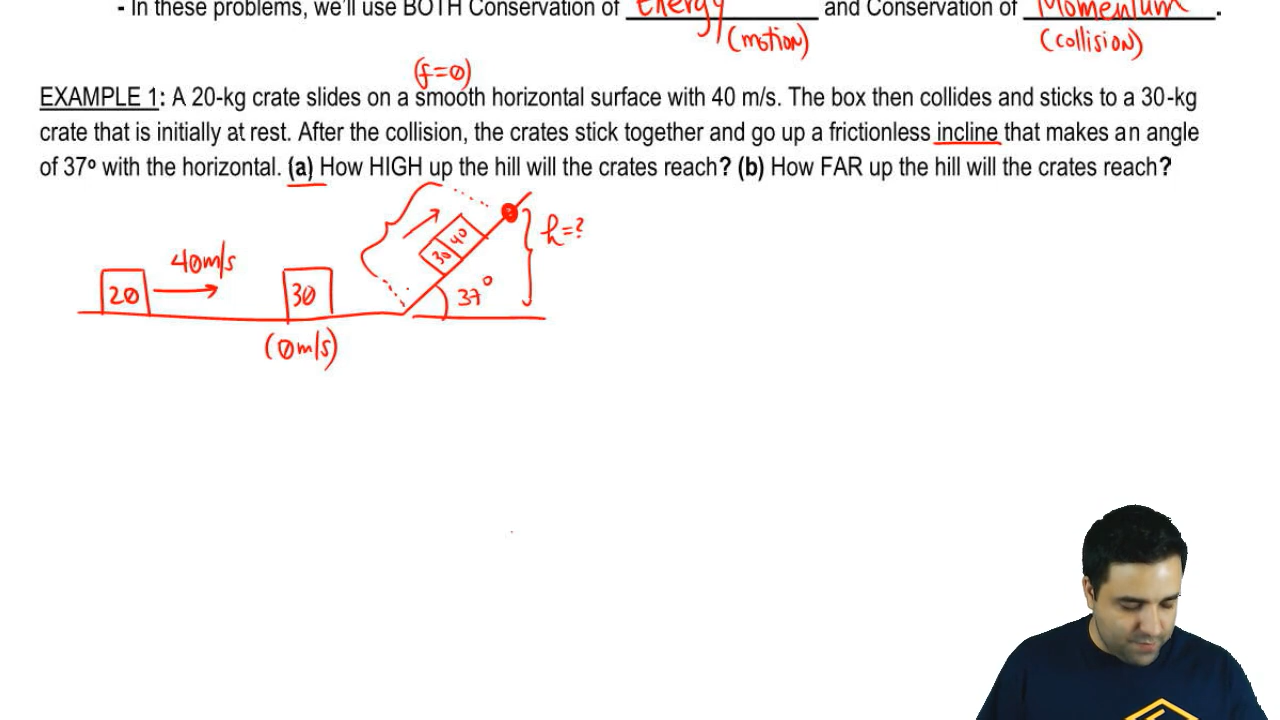 - In these problems, we'll use BOTH Conservation of Energy and Conservation of Momentum.
(motion) (collision)
(f=0)
EXAMPLE 1: A 20-kg crate slides on a smooth horizontal surface with 40 m/s. The box then collides and sticks to a 30-kg
crate that is initially at rest. After the collision, the crates stick together and go up a frictionless incline that makes an angle
of 37º with the horizontal. (a) How HIGH up the hill will the crates reach? (b) How FAR up the hill will the crates reach?
40m/s
30 40
h=?
20
30
37°
(0m/s)